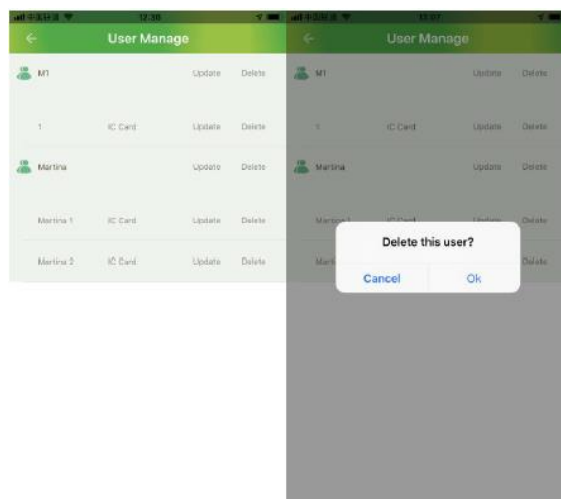 User Manage
M1 Update Delete
1 IC Card Update Delete
Martina Update Delete
Martina 1 IC Card Update Delete
Martina 2 IC Card Update Delete
User Manage
M1 Update Delete
1 IC Card Update Delete
Martina Update Delete
Delete this user?
Delete
Cancel Ok